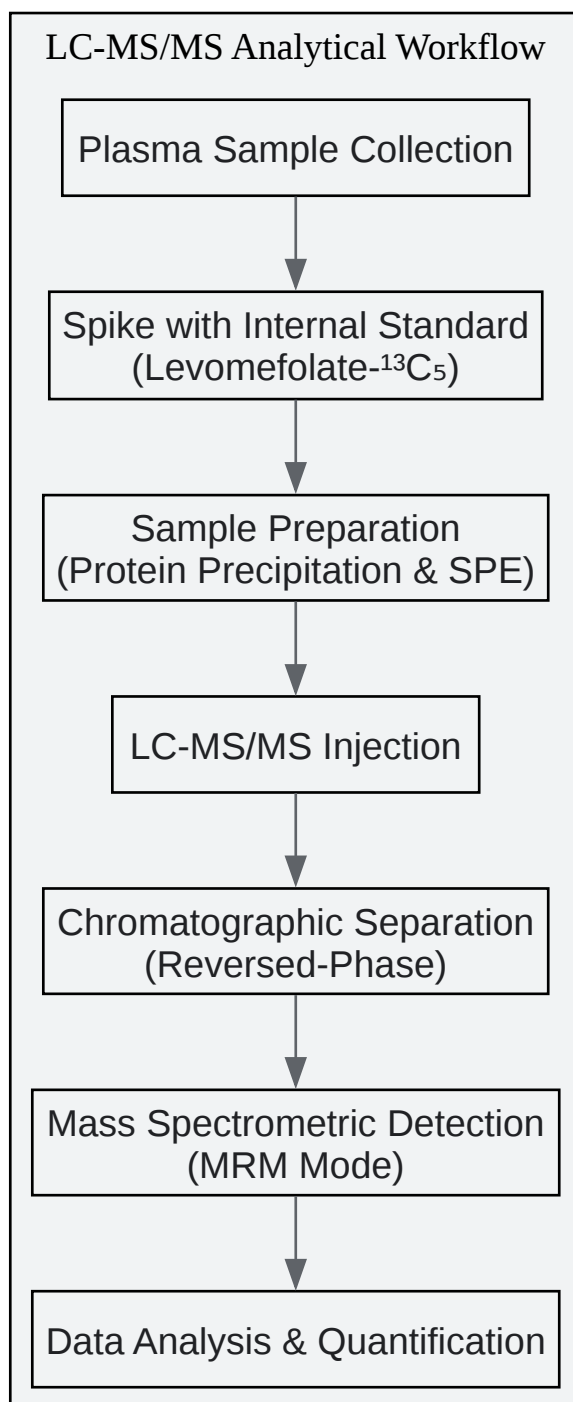 LC-MS/MS Analytical Workflow
Plasma Sample Collection
Spike with Internal Standard
(Levomefolate-¹³C₅)
Sample Preparation
(Protein Precipitation & SPE)
LC-MS/MS Injection
Chromatographic Separation
(Reversed-Phase)
Mass Spectrometric Detection
(MRM Mode)
Data Analysis & Quantification